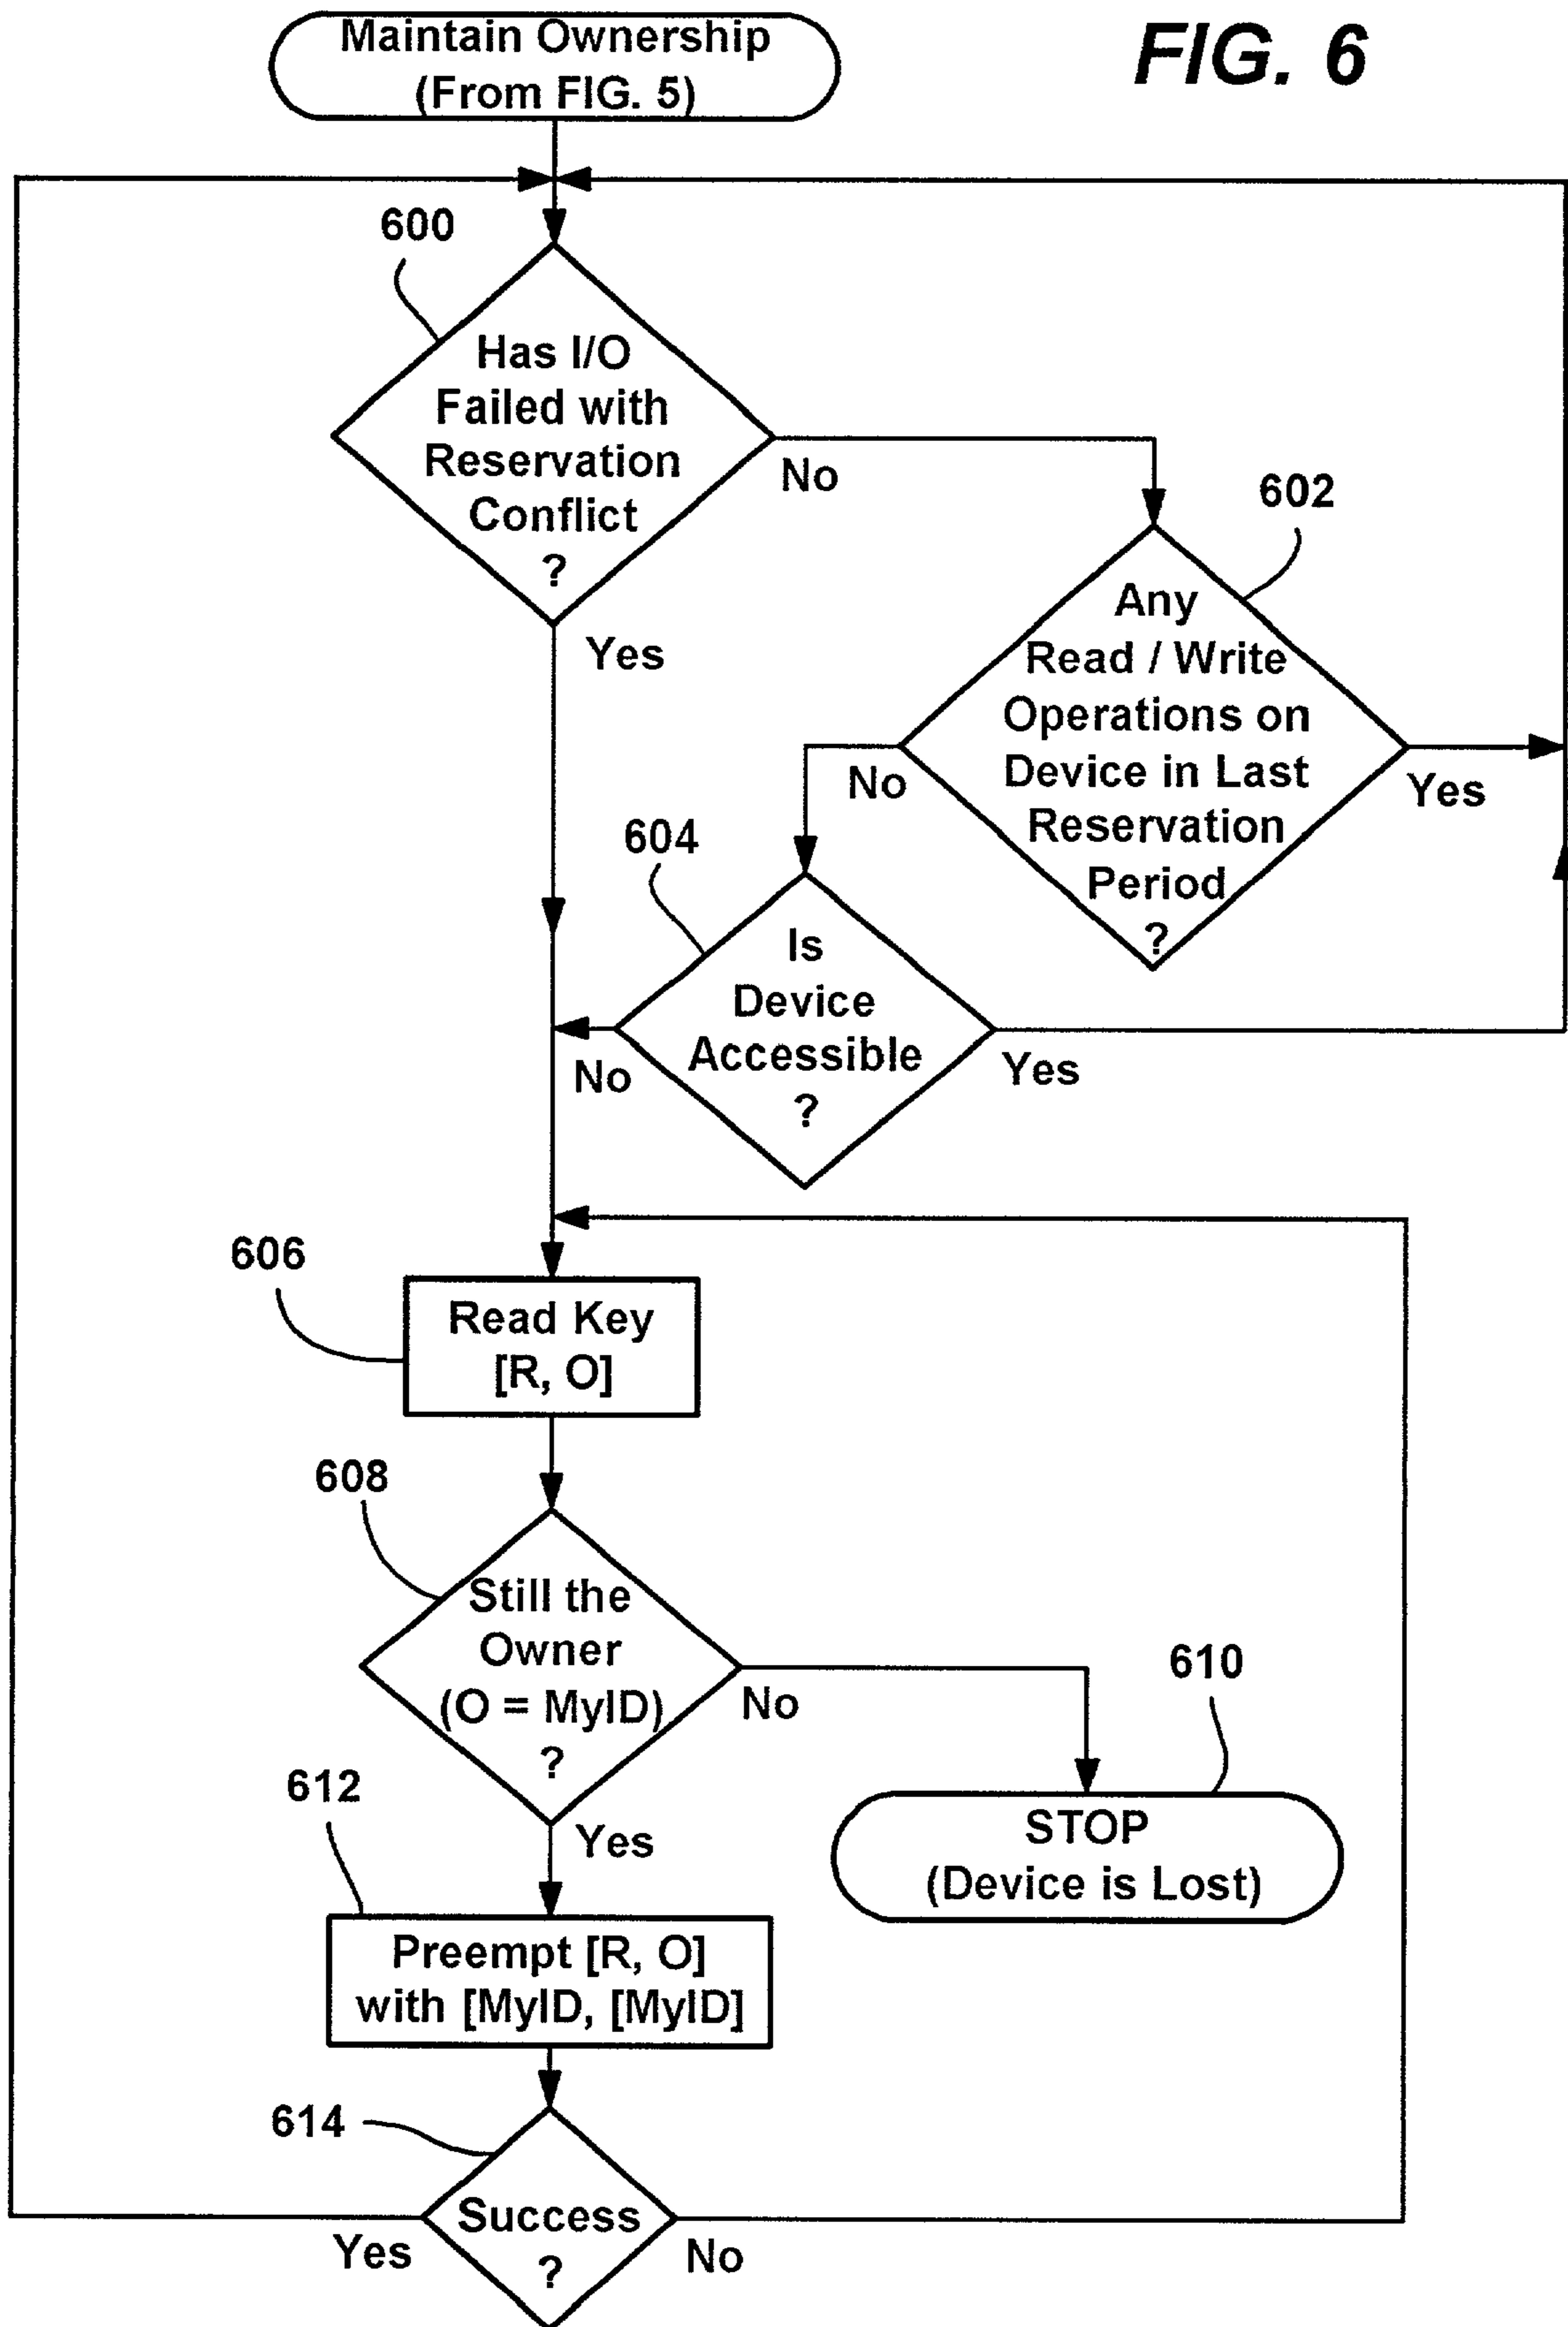 Maintain Ownership
(From FIG. 5)
FIG. 6
600
Has I/O
Failed with
Reservation
Conflict
?
No
Yes
602
Any
Read / Write
Operations on
Device in Last
Reservation
Period
?
No
Yes
604
Is
Device
Accessible
?
No
Yes
606
Read Key
[R, O]
608
Still the
Owner
(O = MyID)
?
No
Yes
610
STOP
(Device is Lost)
612
Preempt [R, O]
with [MyID, [MyID]
614
Success
?
Yes
No